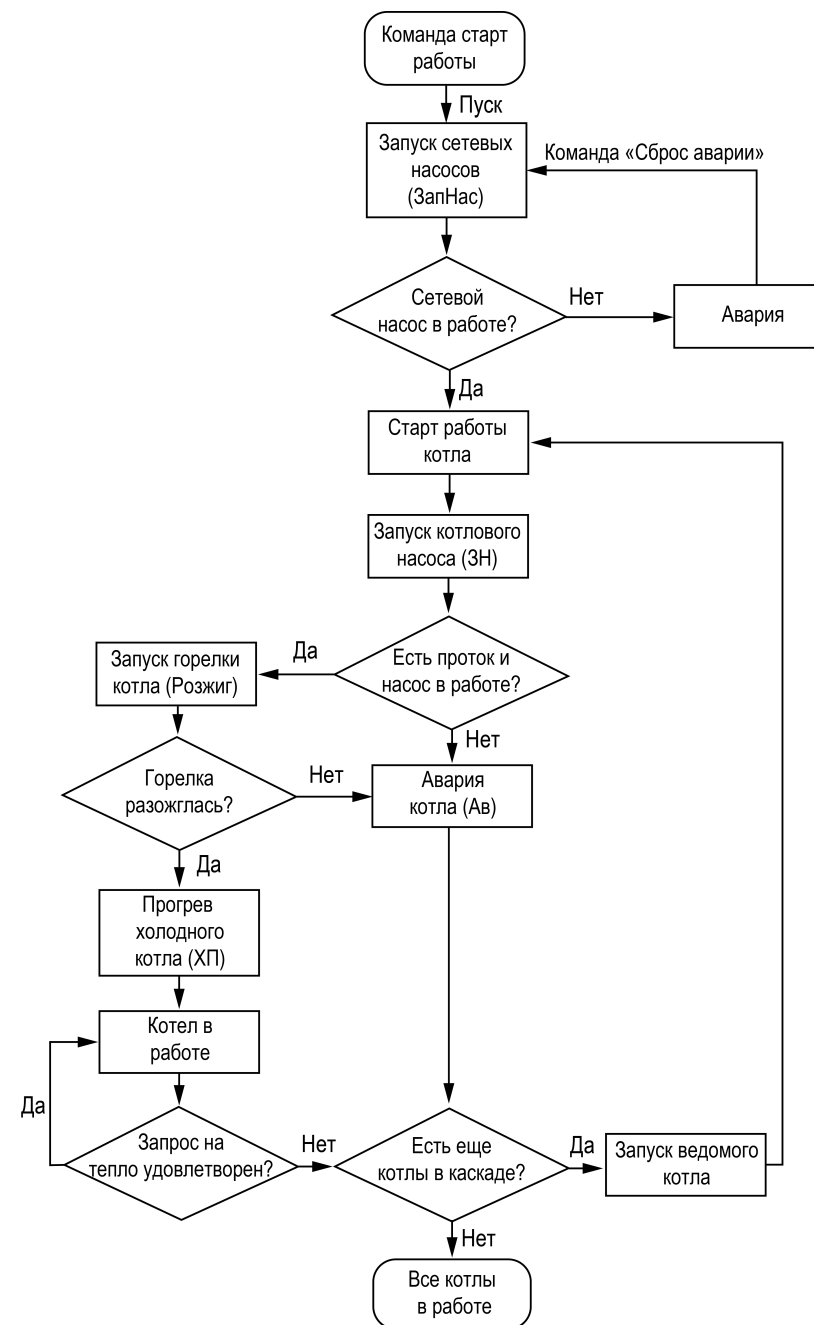 Команда старт
работы
Пуск
Запуск сетевых
насосов
(ЗапНас)
Команда «Сброс аварии»
Сетевой
насос в работе?
Нет
Авария
Да
Старт работы
котла
Запуск котлового
насоса (ЗН)
Есть проток и
насос в работе?
Да
Запуск горелки
котла (Розжиг)
Нет
Горелка
разожглась?
Нет
Авария
котла (Ав)
Да
Прогрев
холодного
котла (ХП)
Котел в
работе
Да
Запрос на
тепло удовлетворен?
Нет
Есть еще
котлы в каскаде?
Да
Запуск ведомого
котла
Нет
Все котлы
в работе